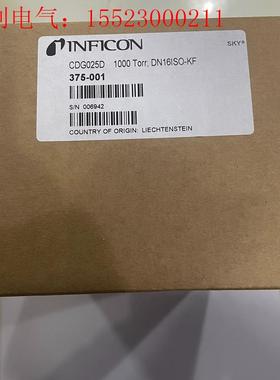 利电气：15523000211
INFICON
SKY®
CDG025D 1000 Torr, DN16ISO-KF
375-001
S/N 006942
COUNTRY OF ORIGIN: LIECHTENSTEIN